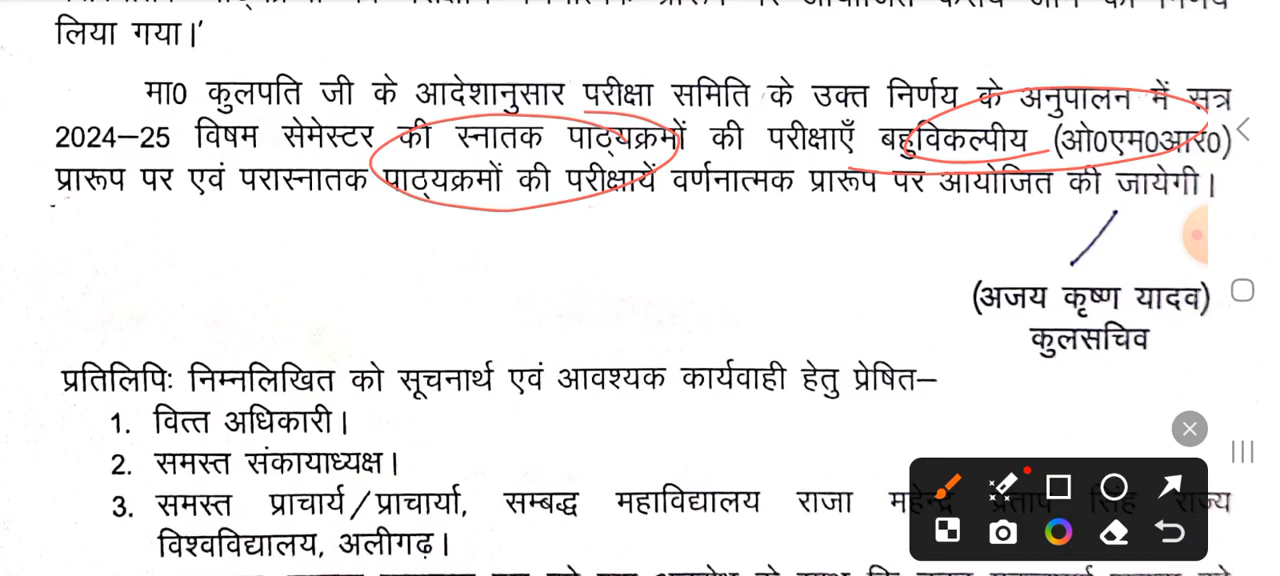 लिया गया।'
मा0 कुलपति जी के आदेशानुसार परीक्षा समिति के उक्त निर्णय के अनुपालन में सत्र
2024–25 विषम सेमेस्टर की स्नातक पाठ्यक्रमों की परीक्षाएँ बहुविकल्पीय (ओ0एम0आर0)
प्रारूप पर एवं परास्नातक पाठ्यक्रमों की परीक्षायें वर्णनात्मक प्रारूप पर आयोजित की जायेगी।
(अजय कृष्ण यादव)
कुलसचिव
प्रतिलिपिः निम्नलिखित को सूचनार्थ एवं आवश्यक कार्यवाही हेतु प्रेषित–
1. वित्त अधिकारी।
2. समस्त संकायाध्यक्ष।
3. समस्त प्राचार्य/प्राचार्या, सम्बद्ध महाविद्यालय राजा महेन्द्र प्रताप सिंह राज्य
विश्वविद्यालय, अलीगढ़।